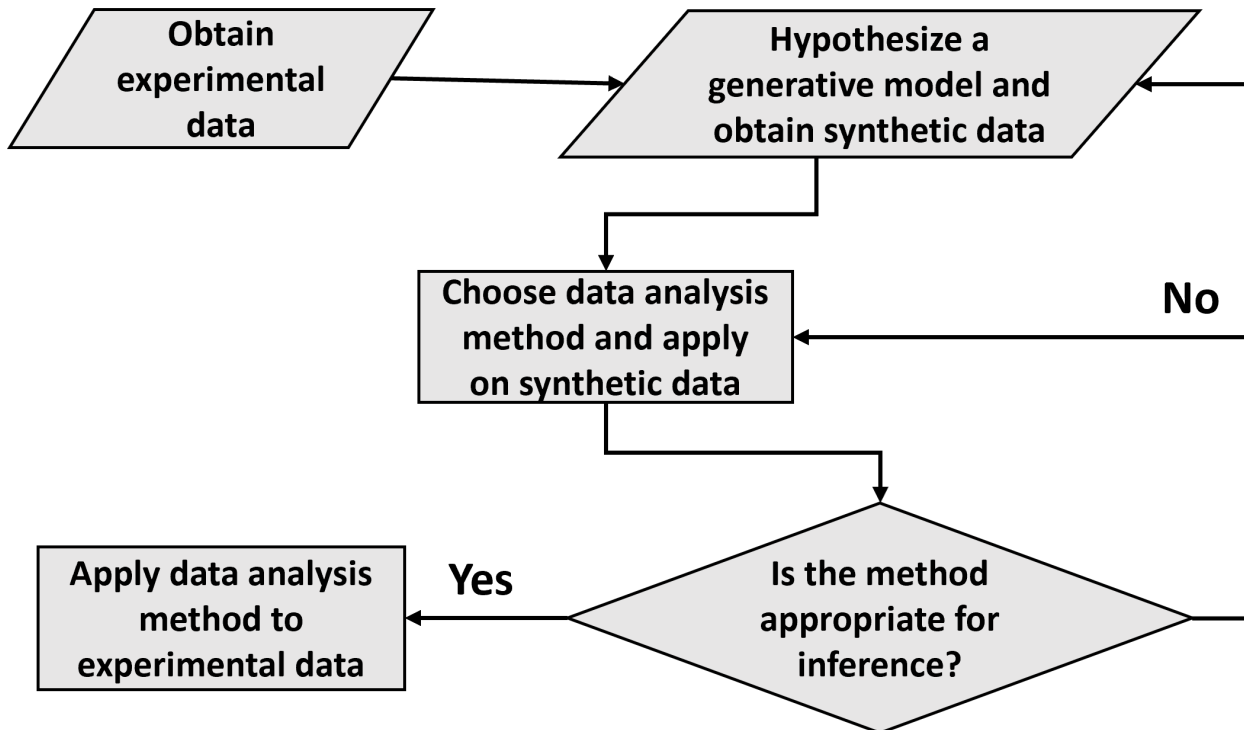 Obtain
experimental
data
Hypothesize a
generative model and
obtain synthetic data
Choose data analysis
method and apply
on synthetic data
No
Is the method
appropriate for
inference?
Yes
Apply data analysis
method to
experimental data